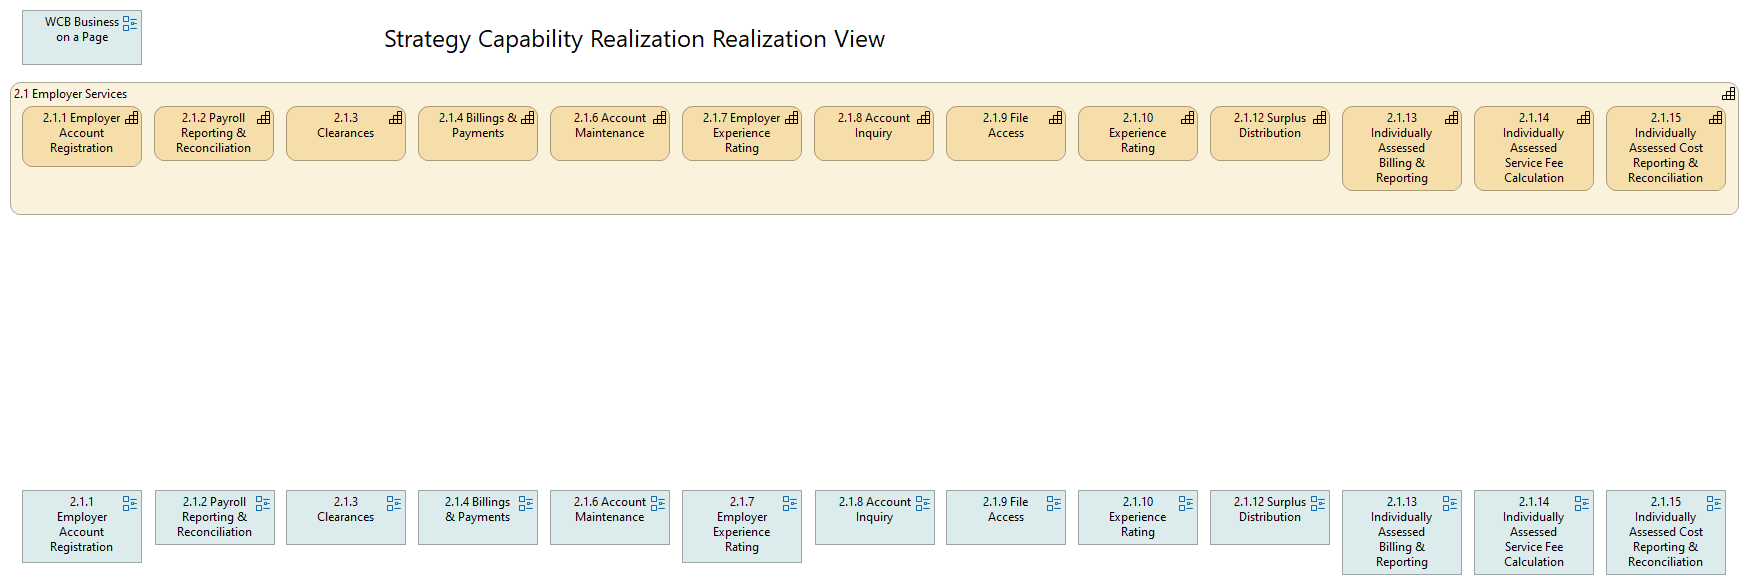 WCB Business
on a Page
Strategy Capability Realization Realization View
2.1 Employer Services
2.1.1 Employer
Account
Registration
2.1.2 Payroll
Reporting &
Reconciliation
2.1.3
Clearances
2.1.4 Billings &
Payments
2.1.6 Account
Maintenance
2.1.7 Employer
Experience
Rating
2.1.8 Account
Inquiry
2.1.9 File
Access
2.1.10
Experience
Rating
2.1.12 Surplus
Distribution
2.1.13
Individually
Assessed
Billing &
Reporting
2.1.14
Individually
Assessed
Service Fee
Calculation
2.1.15
Individually
Assessed Cost
Reporting &
Reconciliation
2.1.1
Employer
Account
Registration
2.1.2 Payroll
Reporting &
Reconciliation
2.1.3
Clearances
2.1.4 Billings
& Payments
2.1.6 Account
Maintenance
2.1.7
Employer
Experience
Rating
2.1.8 Account
Inquiry
2.1.9 File
Access
2.1.10
Experience
Rating
2.1.12 Surplus
Distribution
2.1.13
Individually
Assessed
Billing &
Reporting
2.1.14
Individually
Assessed
Service Fee
Calculation
2.1.15
Individually
Assessed Cost
Reporting &
Reconciliation